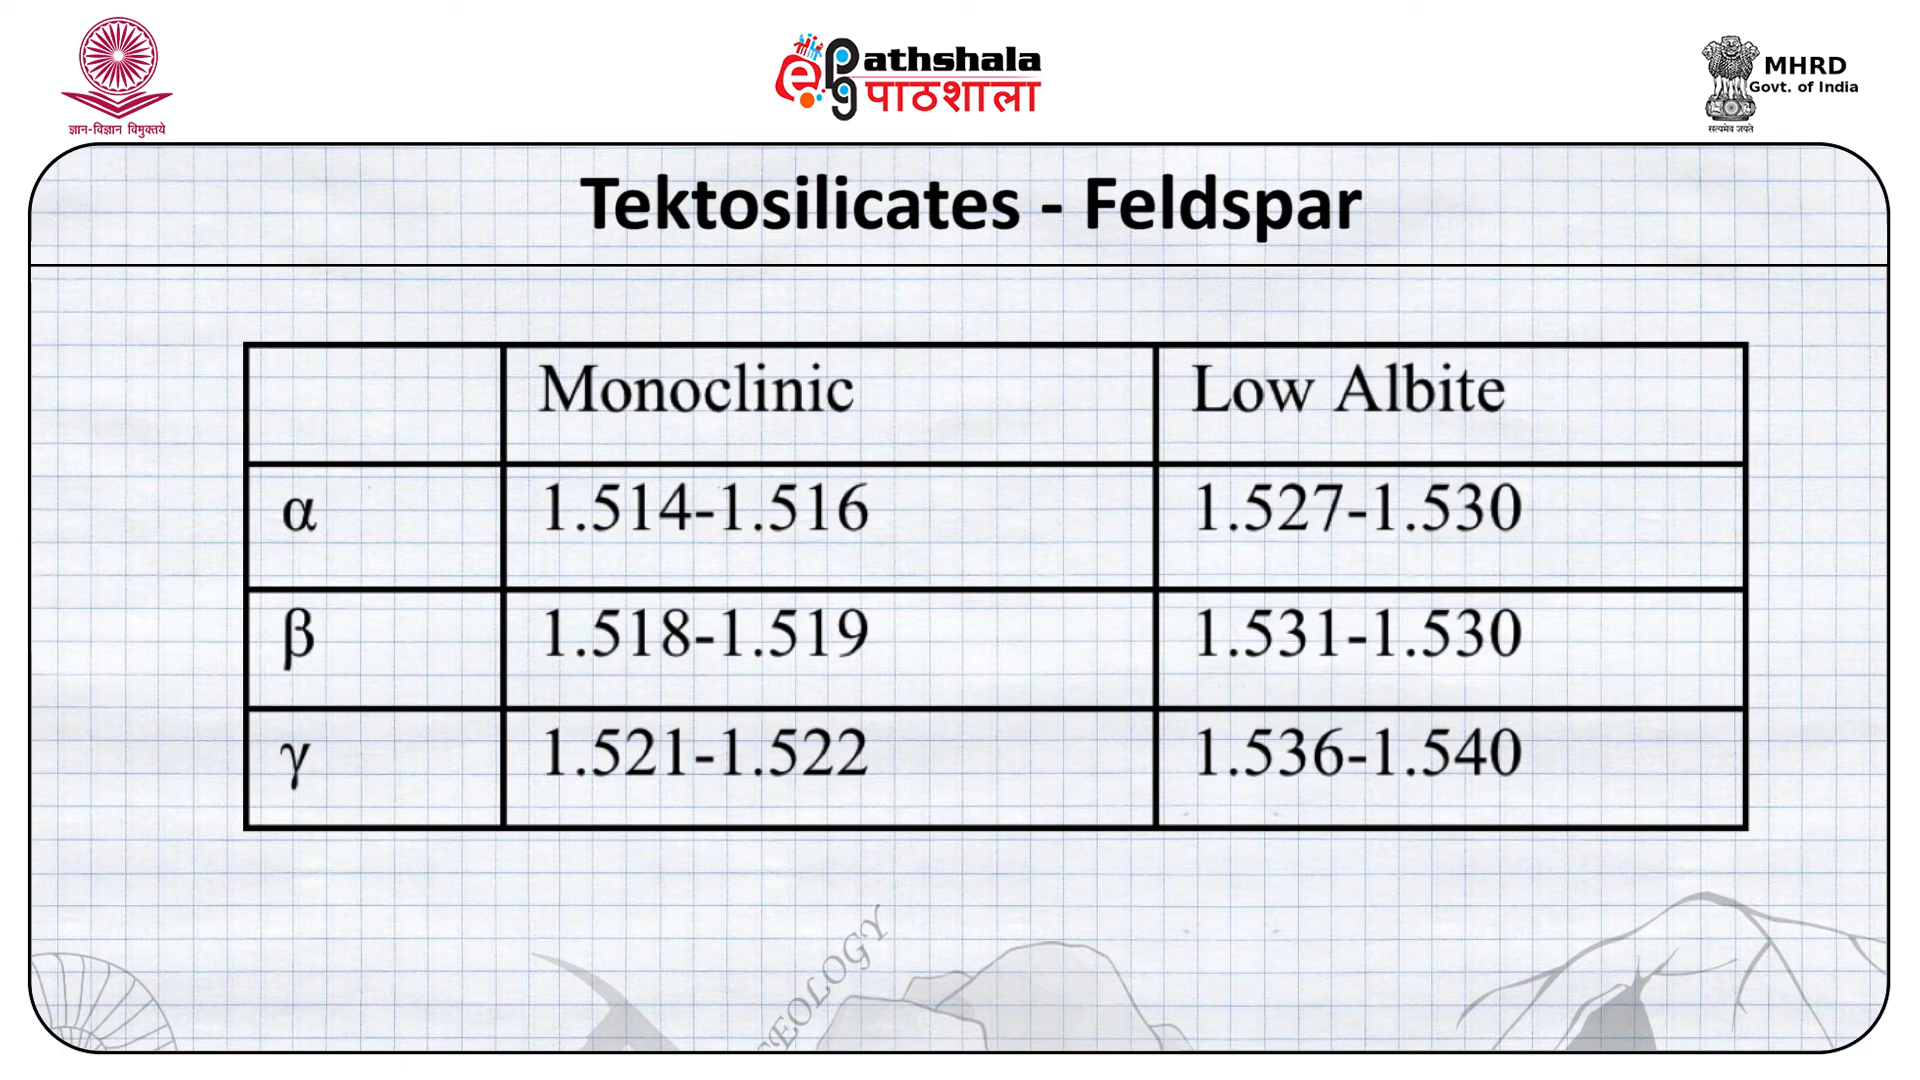 ज्ञान-विज्ञान विमुक्तये
ePg athshala
पाठशाला
MHRD
Govt. of India
सत्यमेव जयते
Tektosilicates - Feldspar
Monoclinic Low Albite
α 1.514-1.516 1.527-1.530
β 1.518-1.519 1.531-1.530
γ 1.521-1.522 1.536-1.540
EOLOGY